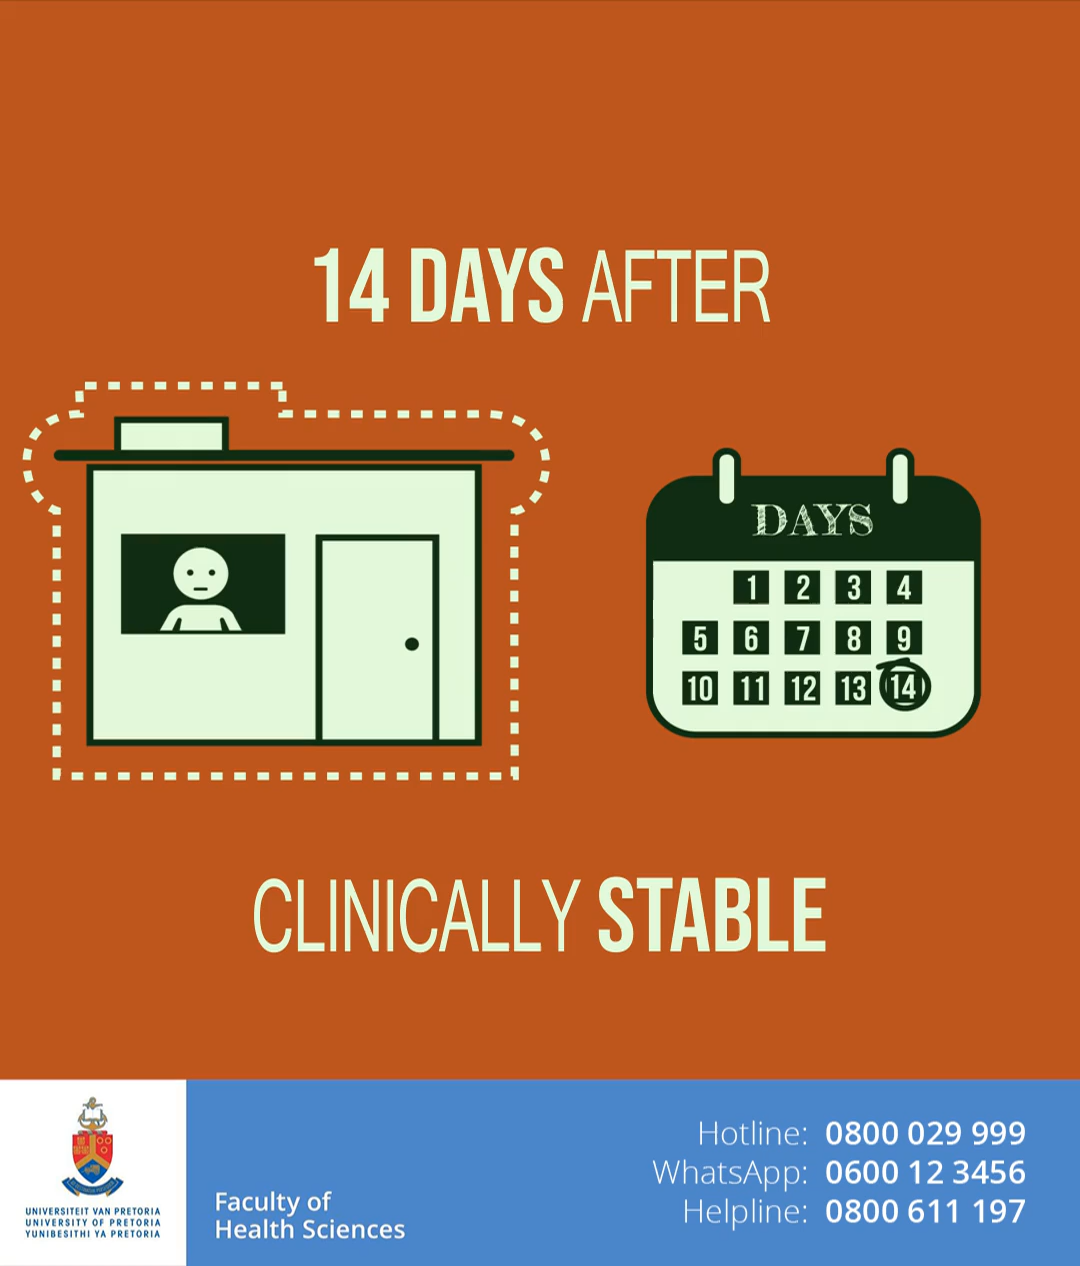 14 DAYS AFTER
DAYS
1 2 3 4
5 6 7 8 9
10 11 12 13 14
CLINICALLY STABLE
UNIVERSITEIT VAN PRETORIA
UNIVERSITY OF PRETORIA
YUNIBESITHI YA PRETORIA
Faculty of
Health Sciences
Hotline: 0800 029 999
WhatsApp: 0600 12 3456
Helpline: 0800 611 197